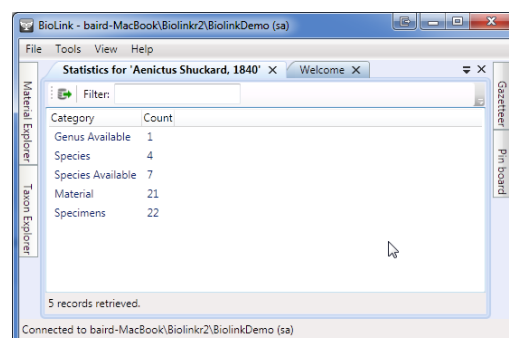 BioLink - baird-MacBook\Biolinkr2\BiolinkDemo (sa)
File Tools View Help
Material Explorer
Taxon Explorer
Statistics for 'Aenictus Shuckard, 1840' X
Welcome X
Filter:
Category Count
Genus Available 1
Species 4
Species Available 7
Material 21
Specimens 22
5 records retrieved.
Gazetteer
Pin board
Connected to baird-MacBook\Biolinkr2\BiolinkDemo (sa)